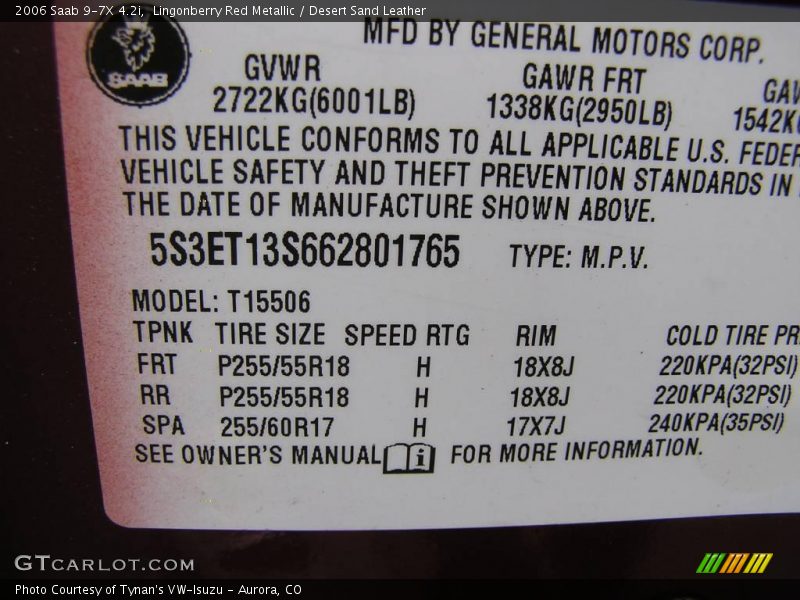 2006 Saab 9-7X 4.2i,  Lingonberry Red Metallic / Desert Sand Leather
SAAB
MFD BY GENERAL MOTORS CORP.
GVWR GAWR FRT
2722KG(6001LB) 1338KG(2950LB)
THIS VEHICLE CONFORMS TO ALL APPLICABLE U.S.
VEHICLE SAFETY AND THEFT PREVENTION STANDARDS IN
THE DATE OF MANUFACTURE SHOWN ABOVE.
5S3ET13S662801765 TYPE: M.P.V.
MODEL: T15506
TPNK TIRE SIZE SPEED RTG RIM COLD TIRE
FRT P255/55R18 H 18X8J 220KPA(32PSI)
RR P255/55R18 H 18X8J 220KPA(32PSI)
SPA 255/60R17 H 17X7J 240KPA(35PSI)
SEE OWNER'S MANUAL i FOR MORE INFORMATION.
GTCARLOT.COM
Photo Courtesy of Tynan's VW-Isuzu - Aurora, CO